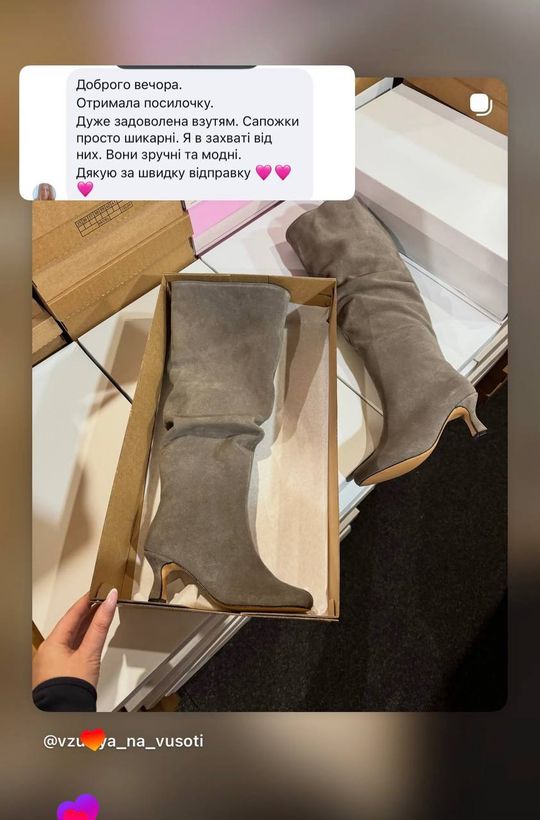 Доброго вечора.
Отримала посилочку.
Дуже задоволена взутям. Сапожки
просто шикарні. Я в захваті від
них. Вони зручні та модні.
Дякую за швидку відправку 💗💗
💗